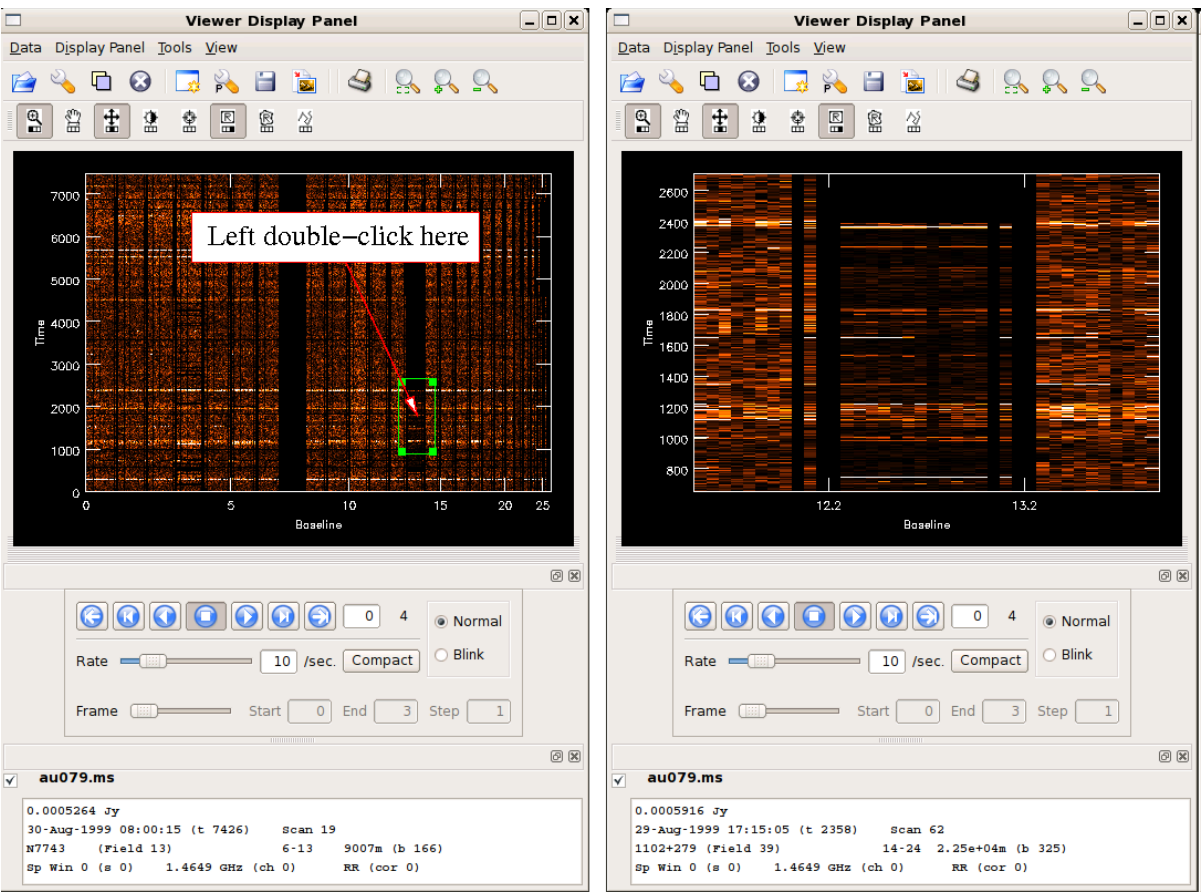 Viewer Display Panel
Data Display Panel Tools View
P
R
R
7000
6000
5000
4000
3000
2000
1000
0
Time
Left double-click here
0 5 10 15 20 25
Baseline
0 4
Normal
Rate 10 /sec. Compact
Blink
Frame Start 0 End 3 Step 1
au079.ms
0.0005264 Jy
30-Aug-1999 08:00:15 (t 7426) Scan 19
N7743 (Field 13) 6-13 9007m (b 166)
Sp Win 0 (s 0) 1.4649 GHz (ch 0) RR (cor 0)
Viewer Display Panel
Data Display Panel Tools View
P
R
R
2600
2400
2200
2000
1800
1600
1400
1200
1000
800
Time
12.2 13.2
Baseline
0 4
Normal
Rate 10 /sec. Compact
Blink
Frame Start 0 End 3 Step 1
au079.ms
0.0005916 Jy
29-Aug-1999 17:15:05 (t 2358) Scan 62
1102+279 (Field 39) 14-24 2.25e+04m (b 325)
Sp Win 0 (s 0) 1.4649 GHz (ch 0) RR (cor 0)